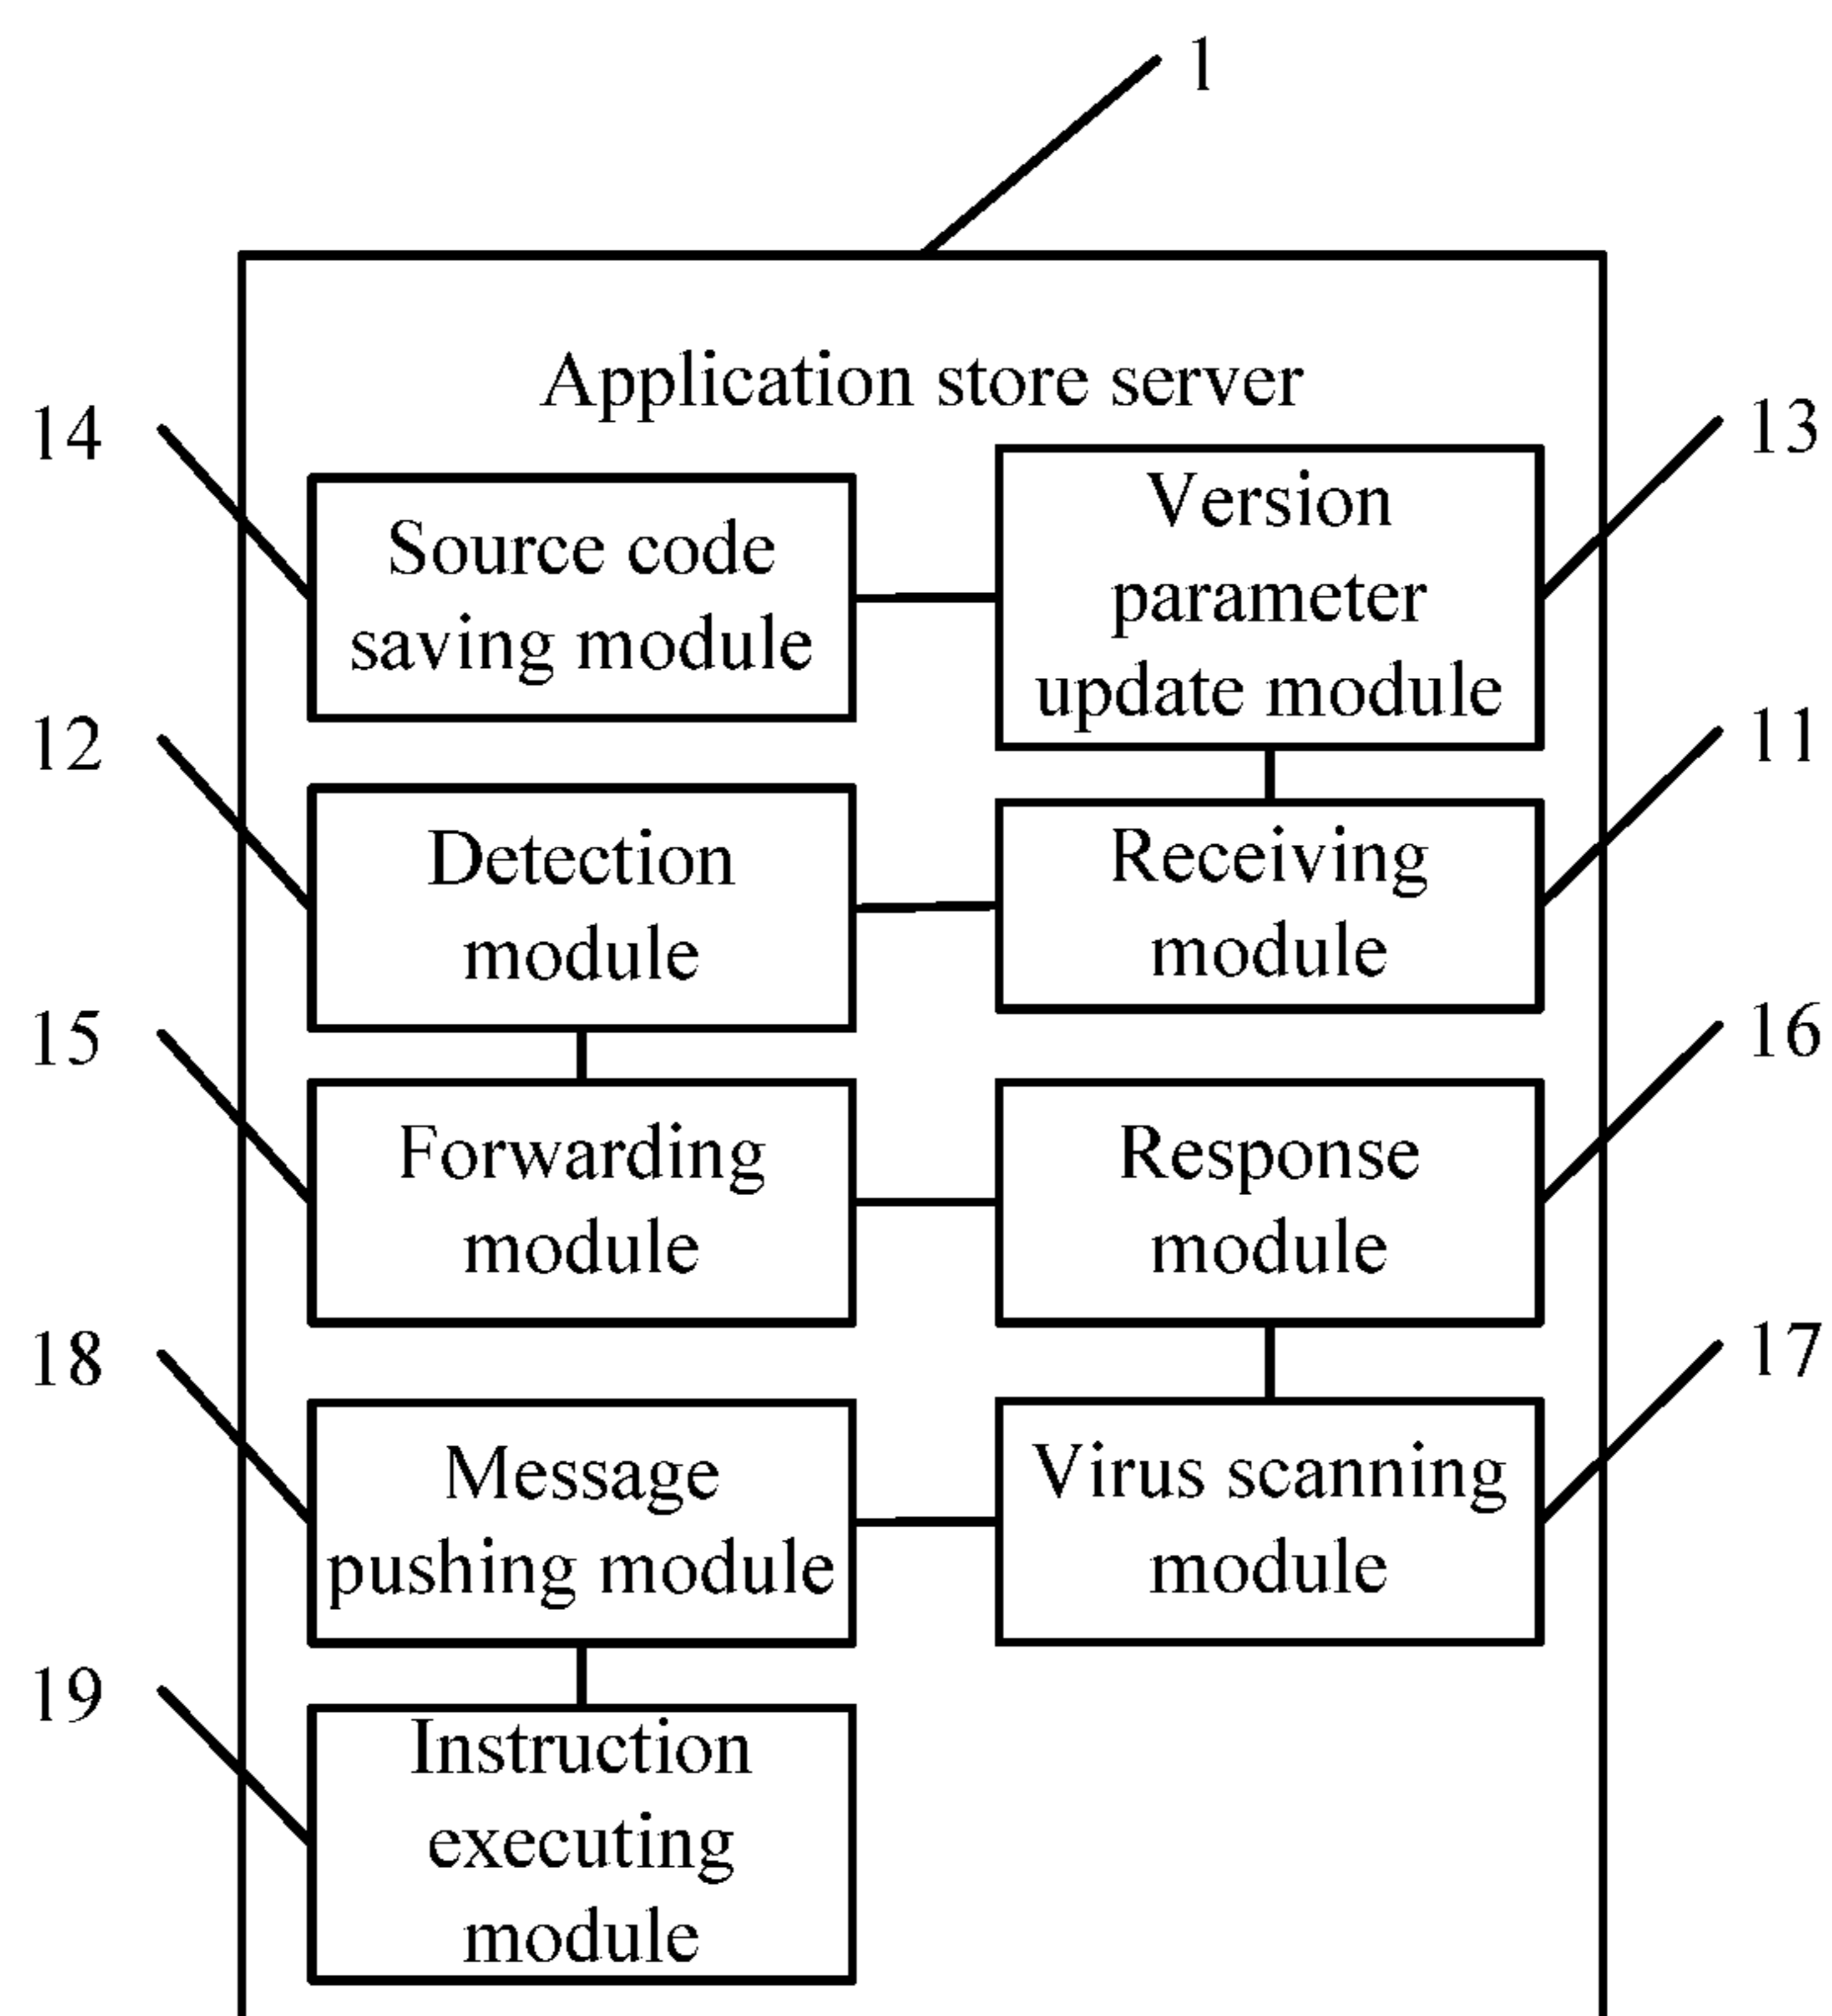 1
Application store server
14
Source code
saving module
13
Version
parameter
update module
12
Detection
module
11
Receiving
module
15
Forwarding
module
16
Response
module
18
Message
pushing module
17
Virus scanning
module
19
Instruction
executing
module